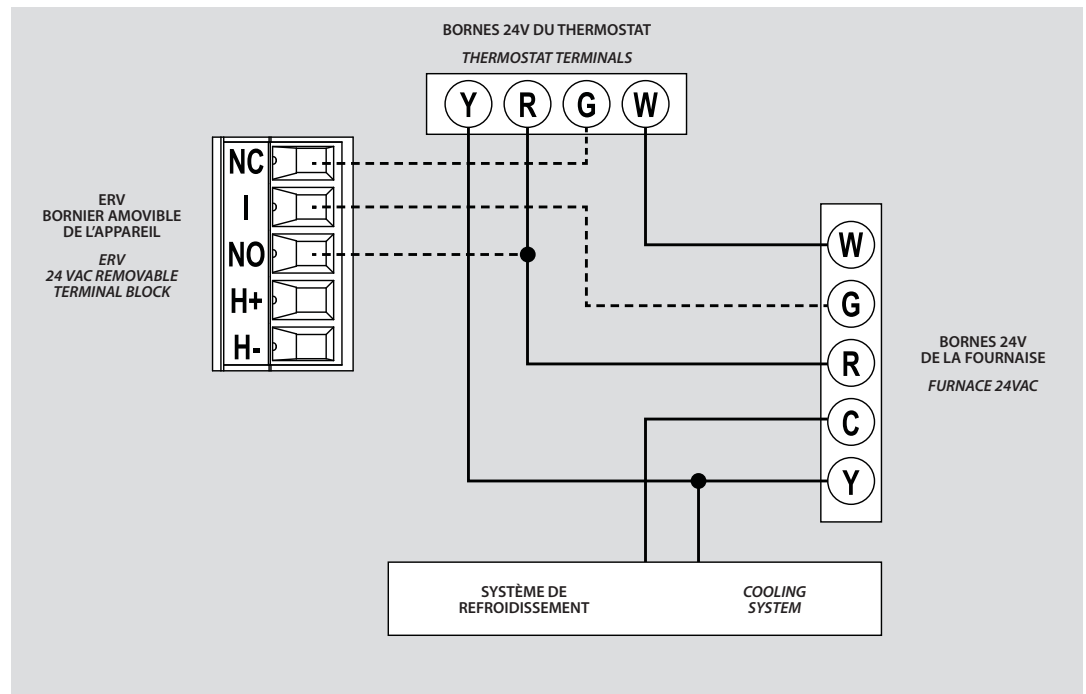 BORNES 24V DU THERMOSTAT
THERMOSTAT TERMINALS
Y R G W
NC
I
NO
H+
H-
ERV
BORNIER AMOVIBLE
DE L'APPAREIL
ERV
24 VAC REMOVABLE
TERMINAL BLOCK
W
G
R
C
Y
BORNES 24V
DE LA FOURNAISE
FURNACE 24VAC
SYSTÈME DE
REFROIDISSEMENT
COOLING
SYSTEM